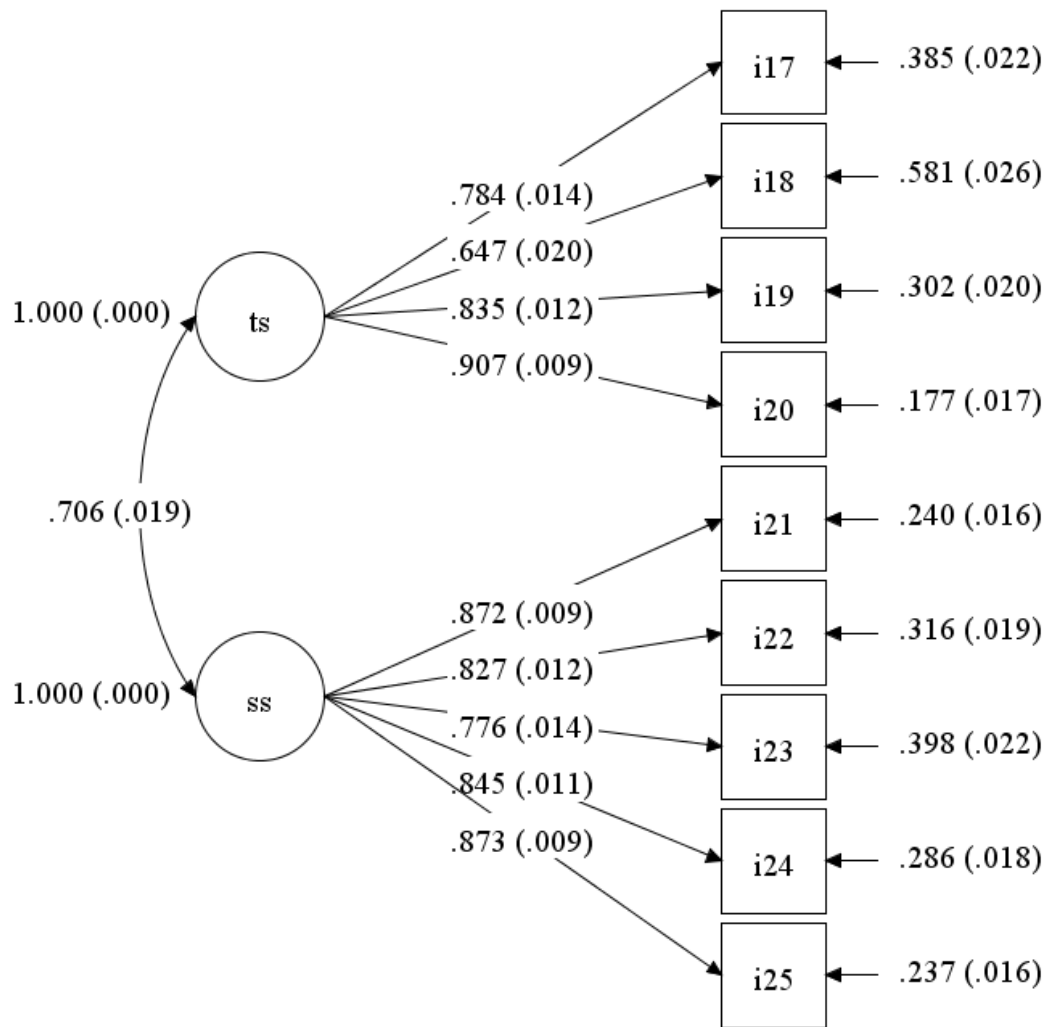 i17
.385 (.022)
i18
.581 (.026)
.784 (.014)
.647 (.020)
i19
.302 (.020)
.835 (.012)
1.000 (.000)
ts
.907 (.009)
i20
.177 (.017)
.706 (.019)
i21
.240 (.016)
.872 (.009)
i22
.316 (.019)
.827 (.012)
1.000 (.000)
ss
.776 (.014)
i23
.398 (.022)
.845 (.011)
.873 (.009)
i24
.286 (.018)
i25
.237 (.016)